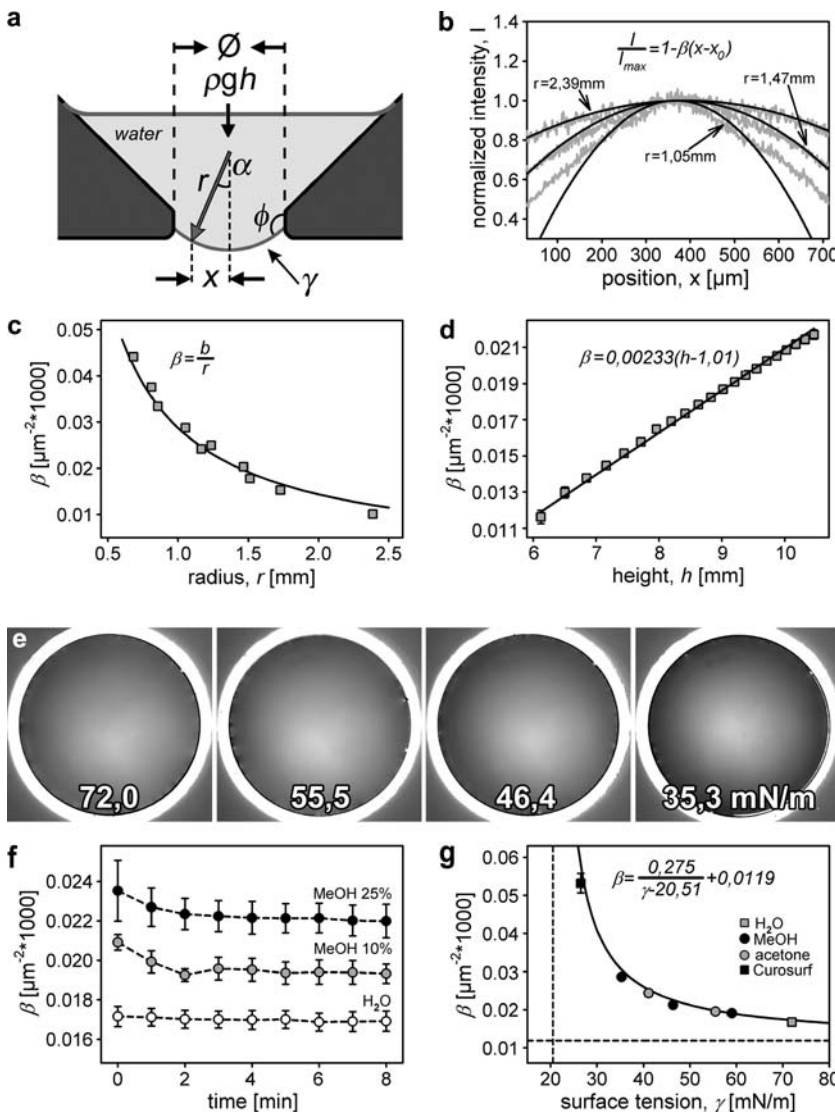 a
Ø
ρgh
water
r
α
ϕ
x
γ
b
normalized intensity, I
1.4
1.2
1.0
0.8
0.6
0.4
I/I_max=1-β(x-x₀)
r=2,39mm
r=1,47mm
r=1,05mm
100 200 300 400 500 600 700
position, x [µm]
c
β [µm⁻²*1000]
0.05
0.04
0.03
0.02
0.01
β=b/r
0.5 1.0 1.5 2.0 2.5
radius, r [mm]
d
β [µm⁻²*1000]
0.021
0.019
0.017
0.015
0.013
0.011
β=0,00233(h-1,01)
6 7 8 9 10
height, h [mm]
e
72,0
55,5
46,4
35,3 mN/m
f
β [µm⁻²*1000]
0.024
0.022
0.020
0.018
0.016
MeOH 25%
MeOH 10%
H₂O
0 2 4 6 8
time [min]
g
β [µm⁻²*1000]
0.06
0.05
0.04
0.03
0.02
0.01
β=0,275/γ-20,51+0,0119
H₂O
MeOH
acetone
Curosurf
15 20 30 40 50 60 70 80
surface tension, γ [mN/m]